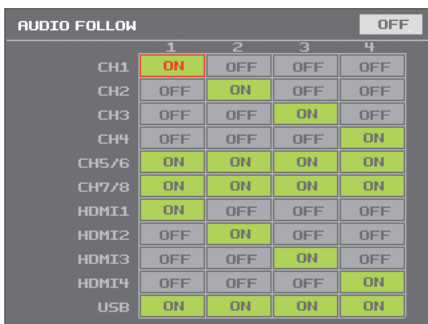 AUDIO FOLLOW OFF
1 2 3 4
CH1 ON OFF OFF OFF
CH2 OFF ON OFF OFF
CH3 OFF OFF ON OFF
CH4 OFF OFF OFF ON
CH5/6 ON ON ON ON
CH7/8 ON ON ON ON
HDMI1 ON OFF OFF OFF
HDMI2 OFF ON OFF OFF
HDMI3 OFF OFF ON OFF
HDMI4 OFF OFF OFF ON
USB ON ON ON ON